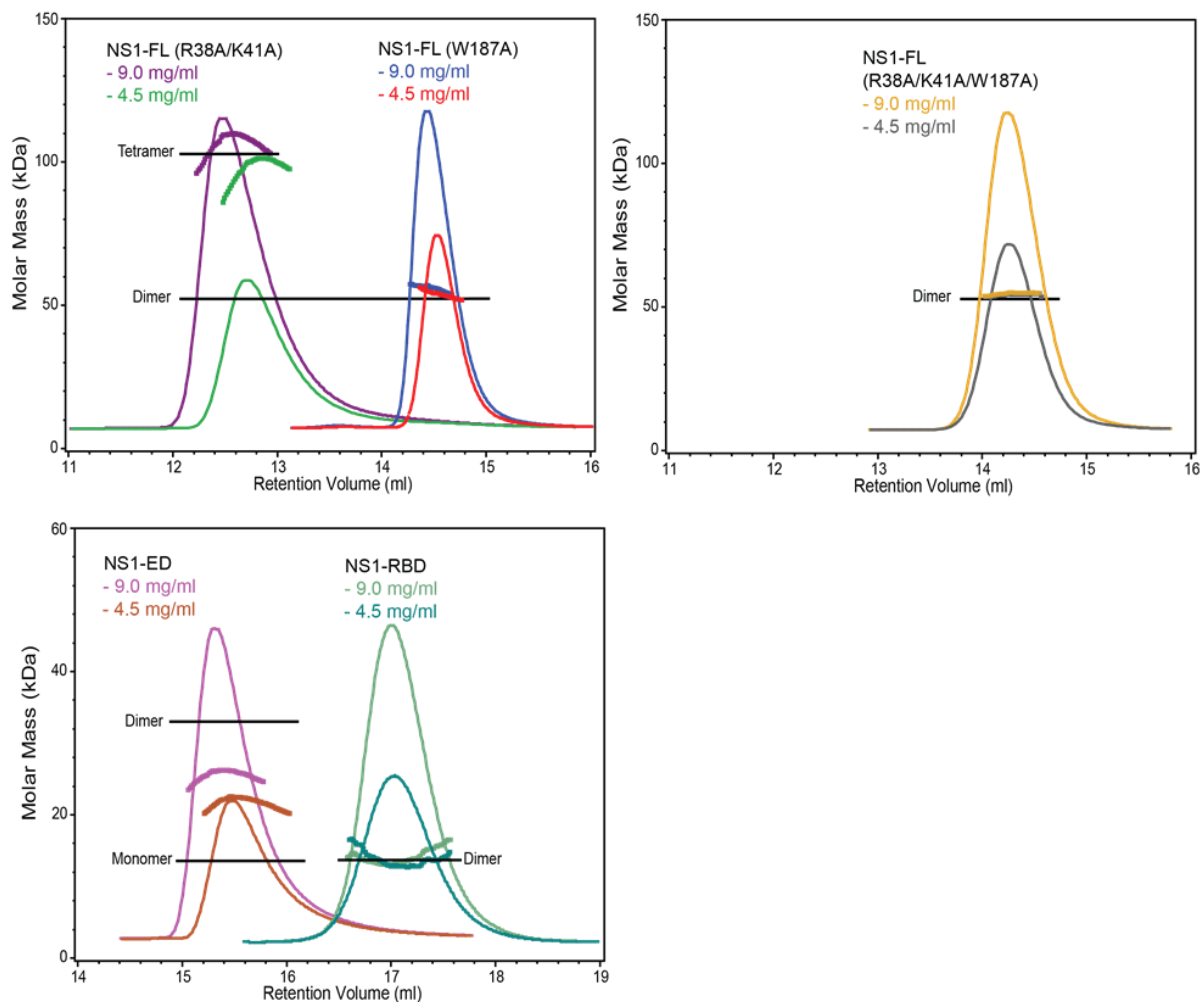 150
100
50
0
Molar Mass (kDa)
NS1-FL (R38A/K41A)
- 9.0 mg/ml
- 4.5 mg/ml
NS1-FL (W187A)
- 9.0 mg/ml
- 4.5 mg/ml
Tetramer
Dimer
11 12 13 14 15 16
Retention Volume (ml)
150
100
50
0
Molar Mass (kDa)
NS1-FL
(R38A/K41A/W187A)
- 9.0 mg/ml
- 4.5 mg/ml
Dimer
11 12 13 14 15 16
Retention Volume (ml)
60
40
20
0
Molar Mass (kDa)
NS1-ED
- 9.0 mg/ml
- 4.5 mg/ml
NS1-RBD
- 9.0 mg/ml
- 4.5 mg/ml
Dimer
Monomer
Dimer
14 15 16 17 18 19
Retention Volume (ml)